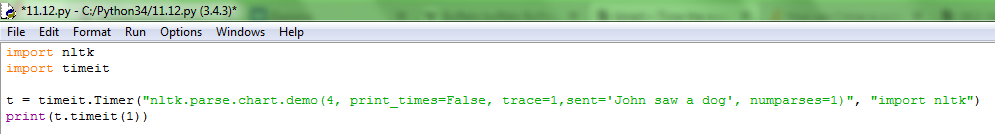 *11.12.py - C:/Python34/11.12.py (3.4.3)*
File Edit Format Run Options Windows Help
import nltk
import timeit
t = timeit.Timer("nltk.parse.chart.demo(4, print_times=False, trace=1,sent='John saw a dog', numparses=1)", "import nltk")
print(t.timeit(1))